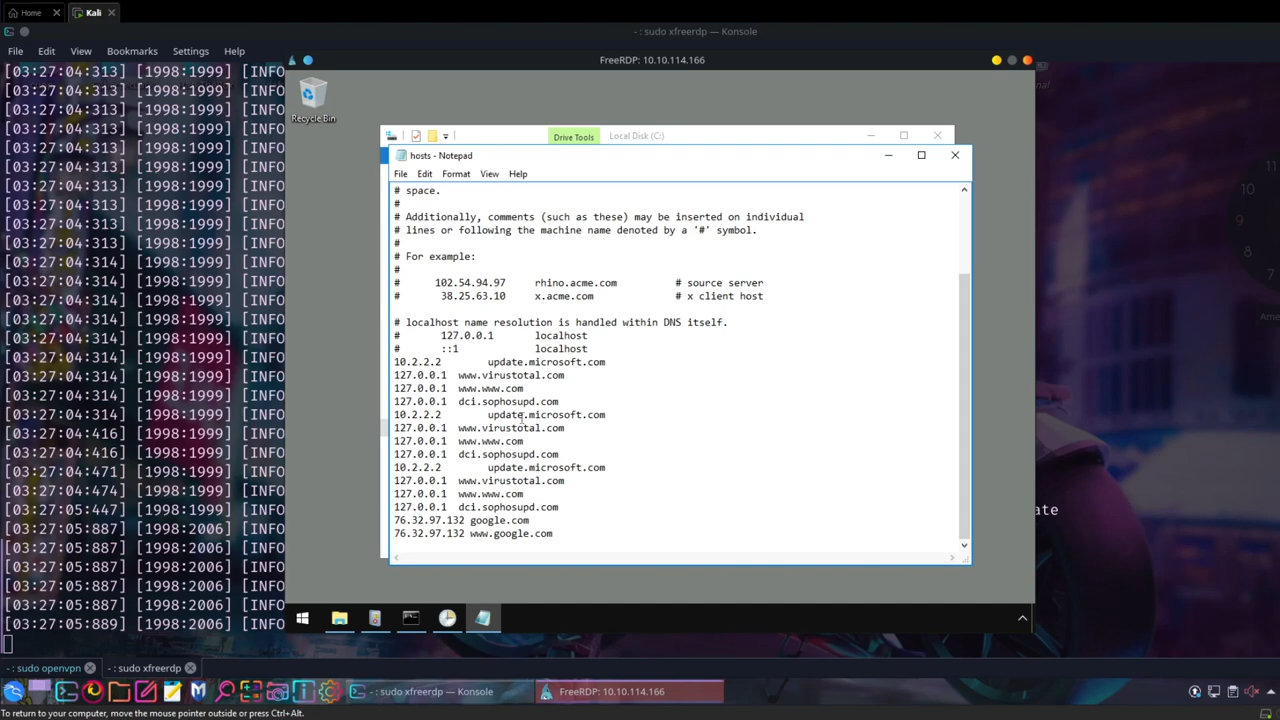 Home
Kali
- : sudo xfreerdp — Konsole
File Edit View Bookmarks Settings Help
[03:27:04:313] [1998:1999] [INFO
[03:27:04:313] [1998:1999] [INFO
[03:27:04:313] [1998:1999] [INFO
[03:27:04:313] [1998:1999] [INFO
[03:27:04:313] [1998:1999] [INFO
[03:27:04:313] [1998:1999] [INFO
[03:27:04:313] [1998:1999] [INFO
[03:27:04:313] [1998:1999] [INFO
[03:27:04:313] [1998:1999] [INFO
[03:27:04:313] [1998:1999] [INFO
[03:27:04:313] [1998:1999] [INFO
[03:27:04:313] [1998:1999] [INFO
[03:27:04:313] [1998:1999] [INFO
[03:27:04:314] [1998:1999] [INFO
[03:27:04:314] [1998:1999] [INFO
[03:27:04:314] [1998:1999] [INFO
[03:27:04:314] [1998:1999] [INFO
[03:27:04:314] [1998:1999] [INFO
[03:27:04:314] [1998:1999] [INFO
[03:27:04:416] [1998:1999] [INFO
[03:27:04:416] [1998:1999] [INFO
[03:27:04:471] [1998:1999] [INFO
[03:27:04:474] [1998:1999] [INFO
[03:27:05:447] [1998:1999] [INFO
[03:27:05:887] [1998:2006] [INFO
[03:27:05:887] [1998:2006] [INFO
[03:27:05:887] [1998:2006] [INFO
[03:27:05:887] [1998:2006] [INFO
[03:27:05:887] [1998:2006] [INFO
[03:27:05:889] [1998:2006] [INFO
FreeRDP: 10.10.114.166
Recycle Bin
Drive Tools Local Disk (C:)
hosts - Notepad
File Edit Format View Help
# space.
#
# Additionally, comments (such as these) may be inserted on individual
# lines or following the machine name denoted by a '#' symbol.
#
# For example:
#
# 102.54.94.97 rhino.acme.com # source server
# 38.25.63.10 x.acme.com # x client host
# localhost name resolution is handled within DNS itself.
# 127.0.0.1 localhost
# ::1 localhost
10.2.2.2 update.microsoft.com
127.0.0.1 www.virustotal.com
127.0.0.1 www.www.com
127.0.0.1 dci.sophosupd.com
10.2.2.2 update.microsoft.com
127.0.0.1 www.virustotal.com
127.0.0.1 www.www.com
127.0.0.1 dci.sophosupd.com
10.2.2.2 update.microsoft.com
127.0.0.1 www.virustotal.com
127.0.0.1 www.www.com
127.0.0.1 dci.sophosupd.com
76.32.97.132 google.com
76.32.97.132 www.google.com
10
9
8
ate
- : sudo openvpn
- : sudo xfreerdp
- : sudo xfreerdp — Konsole
FreeRDP: 10.10.114.166
To return to your computer, move the mouse pointer outside or press Ctrl+Alt.